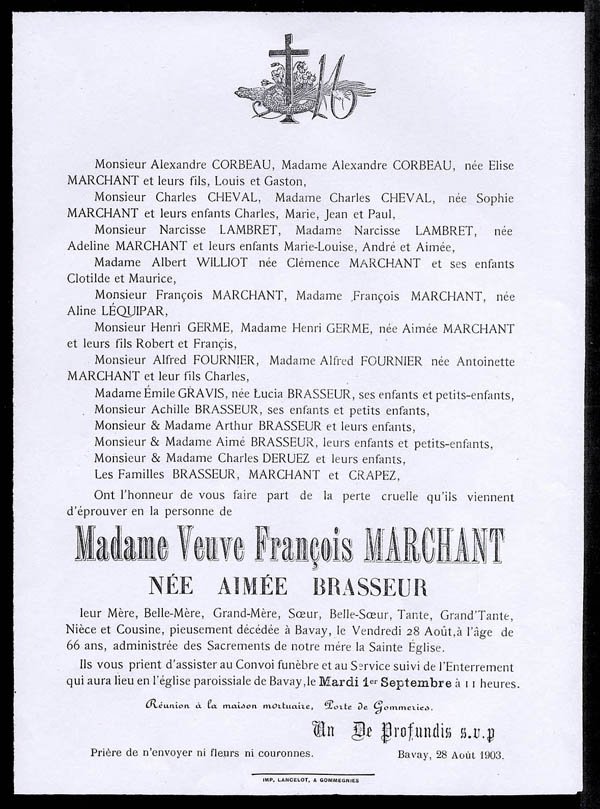 Monsieur Alexandre CORBEAU, Madame Alexandre CORBEAU, née Elise
MARCHANT et leurs fils, Louis et Gaston,
Monsieur Charles CHEVAL, Madame Charles CHEVAL, née Sophie
MARCHANT et leurs enfants Charles, Marie, Jean et Paul,
Monsieur Narcisse LAMBRET, Madame Narcisse LAMBRET, née
Adeline MARCHANT et leurs enfants Marie-Louise, André et Aimée,
Madame Albert WILLIOT née Clémence MARCHANT et ses enfants
Clotilde et Maurice,
Monsieur François MARCHANT, Madame François MARCHANT, née
Aline LÉQUIPAR,
Monsieur Henri GERME, Madame Henri GERME, née Aimée MARCHANT
et leurs fils Robert et Françis,
Monsieur Alfred FOURNIER, Madame Alfred FOURNIER née Antoinette
MARCHANT et leur fils Charles,
Madame Émile GRAVIS, née Lucia BRASSEUR, ses enfants et petits-enfants,
Monsieur Achille BRASSEUR, ses enfants et petits enfants,
Monsieur & Madame Arthur BRASSEUR et leurs enfants,
Monsieur & Madame Aimé BRASSEUR, leurs enfants et petits-enfants,
Monsieur & Madame Charles DERUEZ et leurs enfants,
Les Familles BRASSEUR, MARCHANT et CRAPEZ,
Ont l'honneur de vous faire part de la perte cruelle qu'ils viennent
d'éprouver en la personne de
Madame Veuve François MARCHANT
NÉE AIMÉE BRASSEUR
leur Mère, Belle-Mère, Grand-Mère, Sœur, Belle-Sœur, Tante, Grand'Tante,
Nièce et Cousine, pieusement décédée à Bavay, le Vendredi 28 Août, à l'âge de
66 ans, administrée des Sacrements de notre mére la Sainte Église.
Ils vous prient d'assister au Convoi funèbre et au Service suivi de l'Enterrement
qui aura lieu en l'église paroissiale de Bavay, le Mardi 1er Septembre à 11 heures.
Réunion à la maison mortuaire, Porte de Gommeries.
Un De Profundis s.v.p
Prière de n'envoyer ni fleurs ni couronnes. Bavay, 28 Août 1903.
IMP. LANCELOT, A GOMMEGNIES